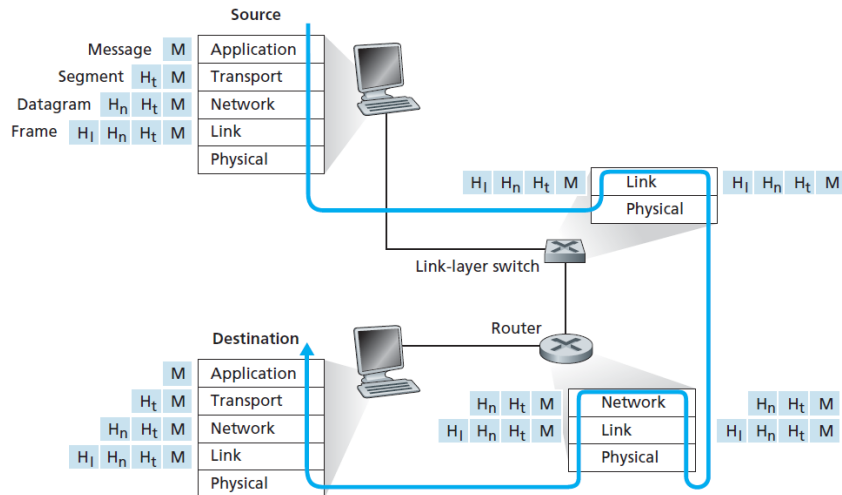 Source
Message M Application
Segment Ht M Transport
Datagram Hn Ht M Network
Frame Hl Hn Ht M Link
Physical
Hl Hn Ht M Link Hl Hn Ht M
Physical
Link-layer switch
Router
Destination
M Application
Ht M Transport
Hn Ht M Network
Hl Hn Ht M Link
Physical
Hn Ht M Network Hn Ht M
Hl Hn Ht M Link Hl Hn Ht M
Physical